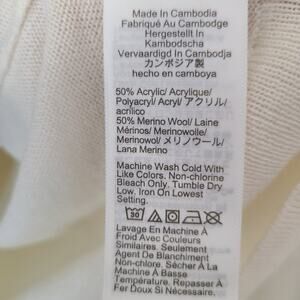 Made In Cambodia
Fabriqué Au Cambodge
Hergestellt In
Kambodscha
Vervaardigd In Cambodja
カンボジア製
hecho en camboya
50% Acrylic/ Acrylique/
Polyacryl/ Acryl/ アクリル/
acrílico
50% Merino Wool/ Laine
Mérinos/ Merinowolle/
Merinowol/ メリノウール/
Lana Merino
Machine Wash Cold With
Like Colors. Non-chlorine
Bleach Only. Tumble Dry
Low. Iron On Lowest
Setting.
30
Lavage En Machine À
Froid Avec Couleurs
Similaires. Seulement
Agent De Blanchiment
Non-chlore. Sécher À La
Machine À Basse
Température. Repasser À
Fer Doux Si Nécessaire.